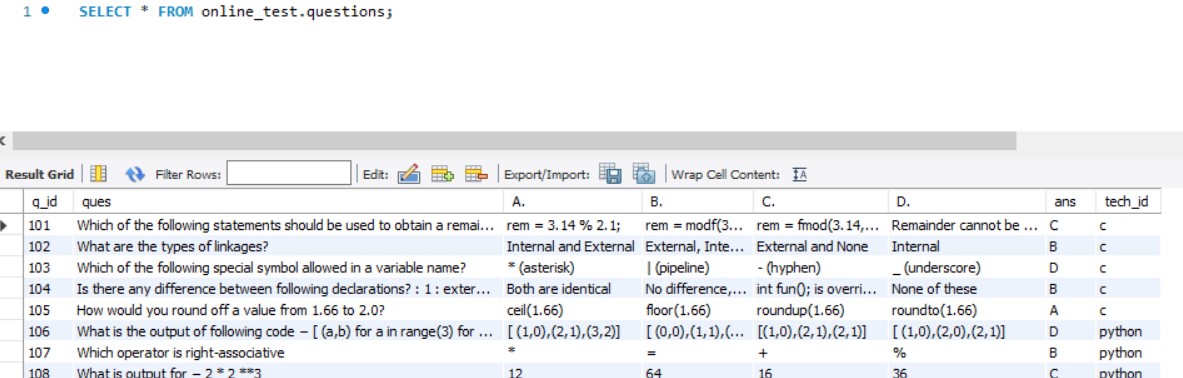 1 SELECT * FROM online_test.questions;
Result Grid Filter Rows: Edit: Export/Import: Wrap Cell Content:
q_id ques A. B. C. D. ans tech_id
101 Which of the following statements should be used to obtain a remai... rem = 3.14 % 2.1; rem = modf(3... rem = fmod(3.14,... Remainder cannot be ... C c
102 What are the types of linkages? Internal and External External, Inte... External and None Internal B c
103 Which of the following special symbol allowed in a variable name? * (asterisk) | (pipeline) - (hyphen) _ (underscore) D c
104 Is there any difference between following declarations? : 1 : exter... Both are identical No difference,... int fun(); is overri... None of these B c
105 How would you round off a value from 1.66 to 2.0? ceil(1.66) floor(1.66) roundup(1.66) roundto(1.66) A c
106 What is the output of following code − [ (a,b) for a in range(3) for ... [ (1,0),(2,1),(3,2)] [ (0,0),(1,1),(... [(1,0),(2,1),(2,1)] [ (1,0),(2,0),(2,1)] D python
107 Which operator is right-associative * = + % B python
108 What is output for − 2 * 2 **3 12 64 16 36 C python